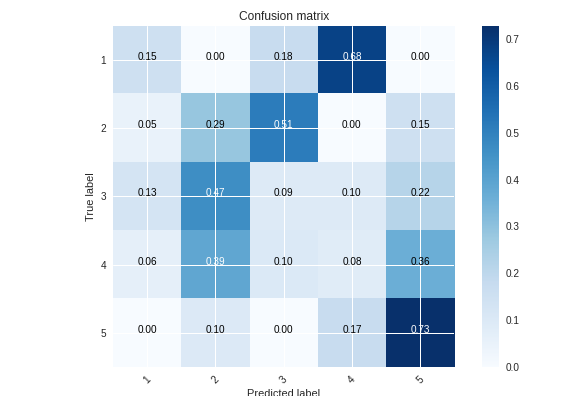 Confusion matrix
1 0.15 0.00 0.18 0.68 0.00
2 0.05 0.29 0.51 0.00 0.15
3 0.13 0.47 0.09 0.10 0.22
4 0.06 0.39 0.10 0.08 0.36
5 0.00 0.10 0.00 0.17 0.73
1 2 3 4 5
True label
Predicted label
0.7
0.6
0.5
0.4
0.3
0.2
0.1
0.0